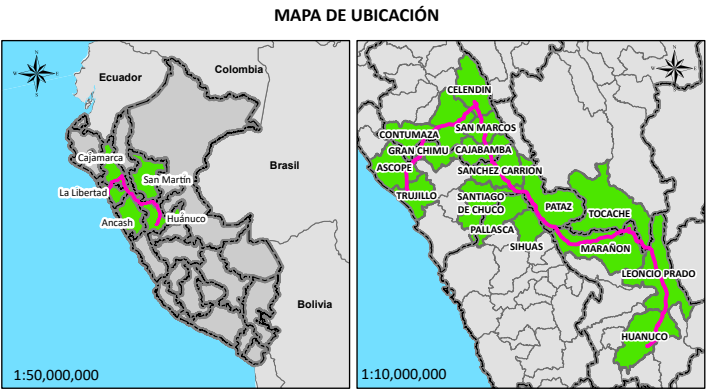 MAPA DE UBICACIÓN
Ecuador
Colombia
Brasil
Cajamarca
San Martín
La Libertad
Huánuco
Ancash
Bolivia
1:50,000,000
CELENDIN
CONTUMAZA
SAN MARCOS
GRAN CHIMU
CAJABAMBA
ASCOPE
SANCHEZ CARRION
TRUJILLO
SANTIAGO
DE CHUCO
PATAZ
TOCACHE
PALLASCA
SIHUAS
MARAÑON
LEONCIO PRADO
HUANUCO
1:10,000,000